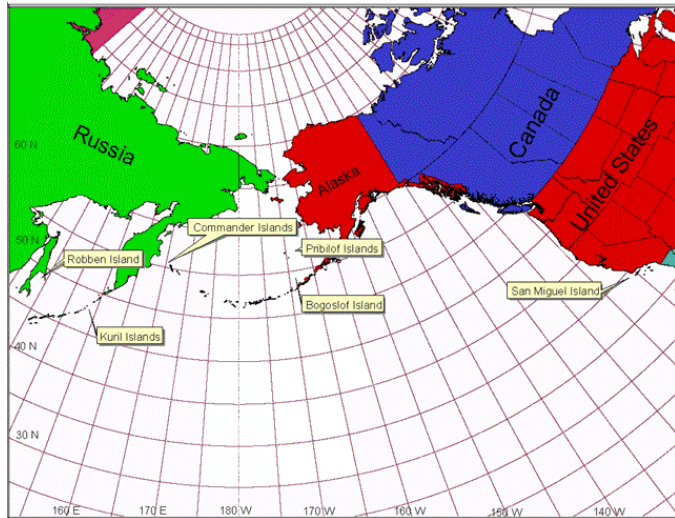 60 N
Russia
Canada
United States
Alaska
Commander Islands
50 N
Robben Island
Pribilof Islands
San Miguel Island
Bogoslof Island
Kuril Islands
40 N
30 N
160 E
170 E
180 W
170 W
160 W
150 W
140 W